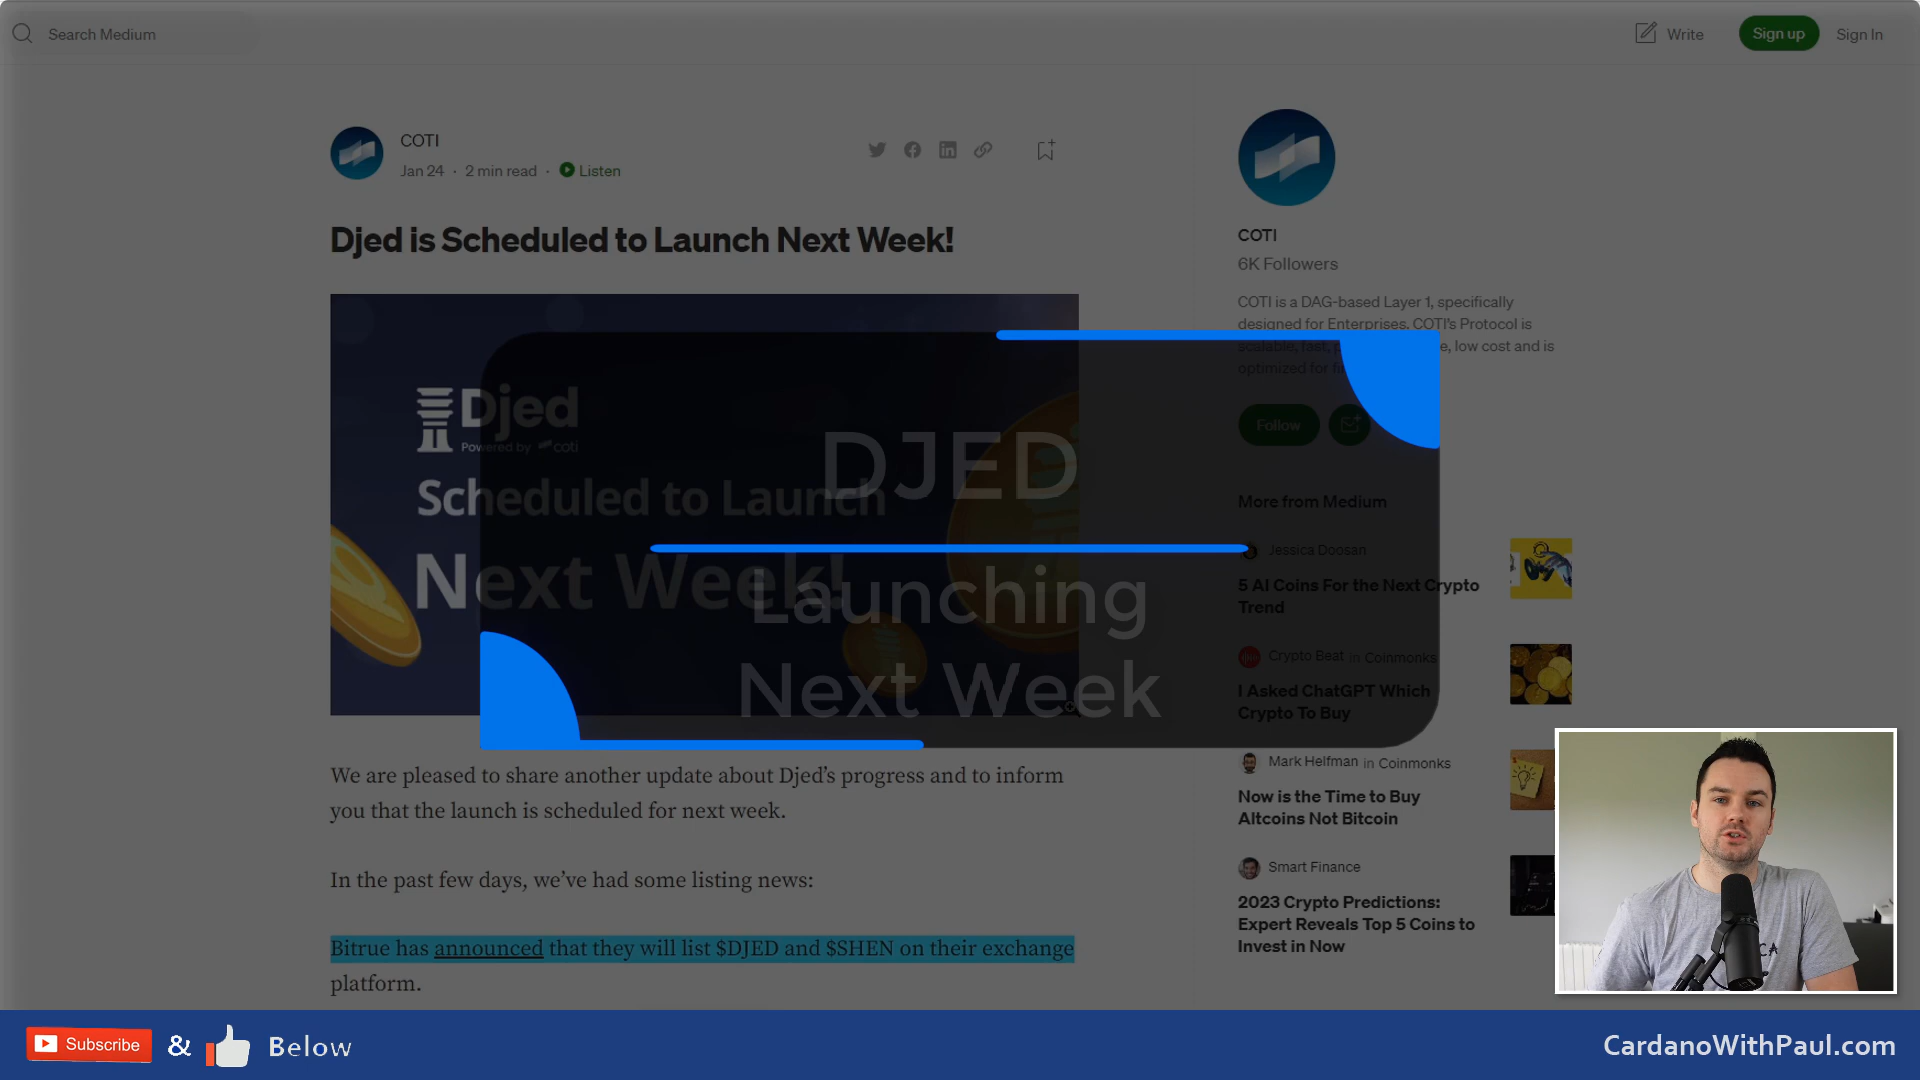 Search Medium
Write
Sign up
Sign In
COTI
Jan 24 · 2 min read · Listen
Djed is Scheduled to Launch Next Week!
Djed
Powered by coti
Scheduled to Launch
Next Week!
DJED
Launching
Next Week
We are pleased to share another update about Djed's progress and to inform
you that the launch is scheduled for next week.
In the past few days, we've had some listing news:
Bitrue has announced that they will list $DJED and $SHEN on their exchange
platform.
COTI
6K Followers
COTI is a DAG-based Layer 1, specifically
designed for Enterprises. COTI's Protocol is
scalable, fast, low cost and is
optimized for
Follow
More from Medium
Jessica Doosan
5 AI Coins For the Next Crypto
Trend
Crypto Beat in Coinmonks
I Asked ChatGPT Which
Crypto To Buy
Mark Helfman in Coinmonks
Now is the Time to Buy
Altcoins Not Bitcoin
Smart Finance
2023 Crypto Predictions:
Expert Reveals Top 5 Coins to
Invest in Now
Subscribe & Below
CardanoWithPaul.com